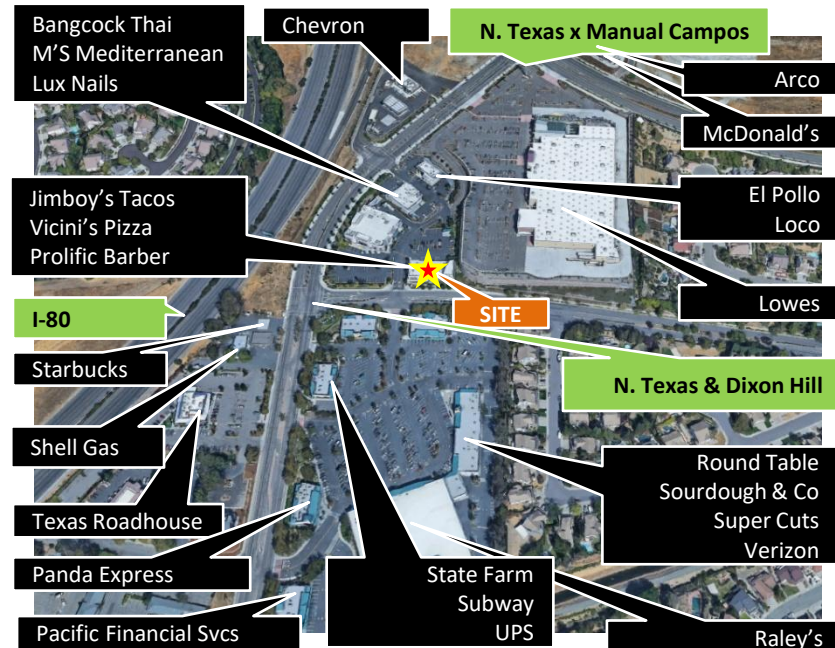 Bangcock Thai
M'S Mediterranean
Lux Nails
Chevron
N. Texas x Manual Campos
Arco
McDonald's
Jimboy's Tacos
Vicini's Pizza
Prolific Barber
El Pollo
Loco
Lowes
I-80
SITE
Starbucks
N. Texas & Dixon Hill
Shell Gas
Texas Roadhouse
Round Table
Sourdough & Co
Super Cuts
Verizon
Panda Express
State Farm
Subway
UPS
Pacific Financial Svcs
Raley's